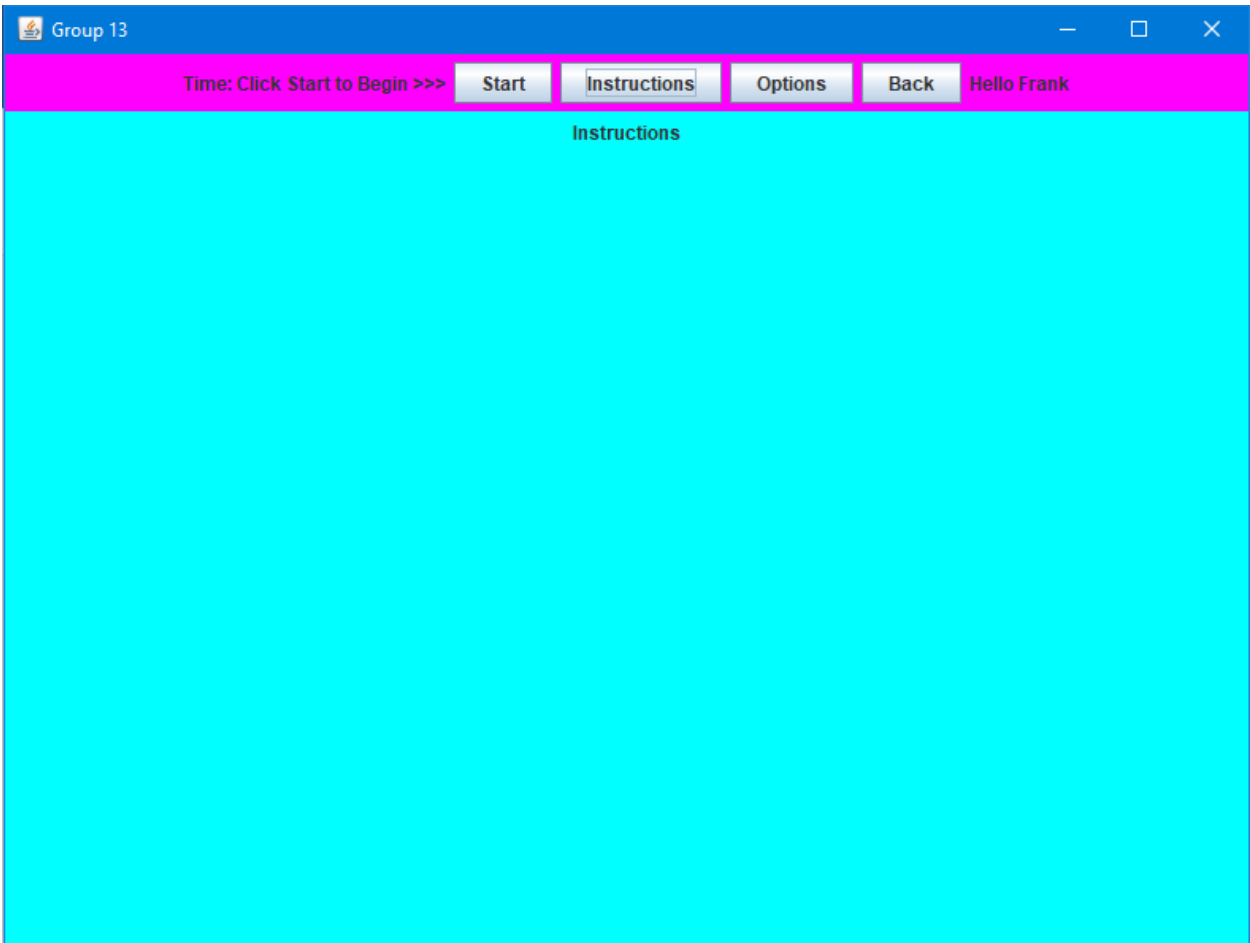 Group 13
Time: Click Start to Begin >>> Start Instructions Options Back Hello Frank
Instructions